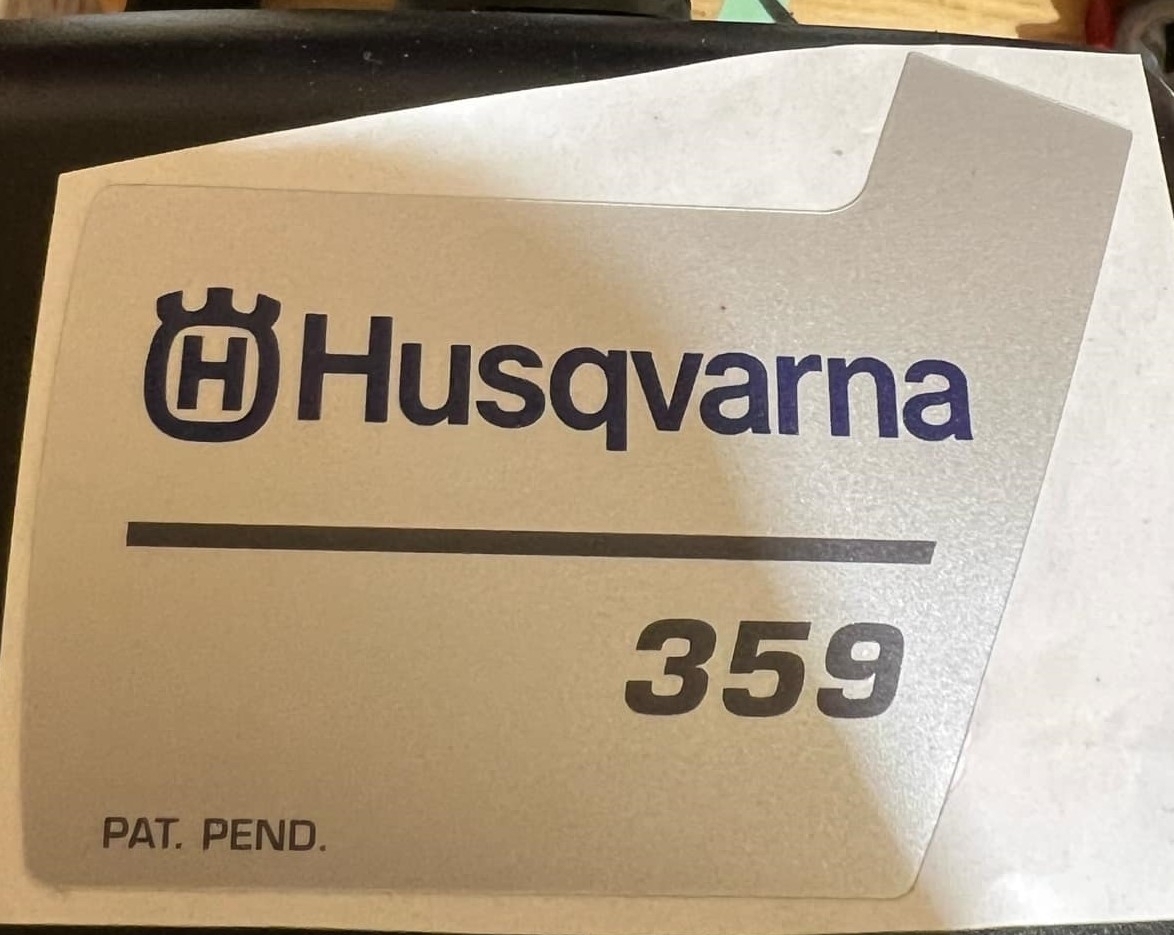 H Husqvarna
359
PAT. PEND.